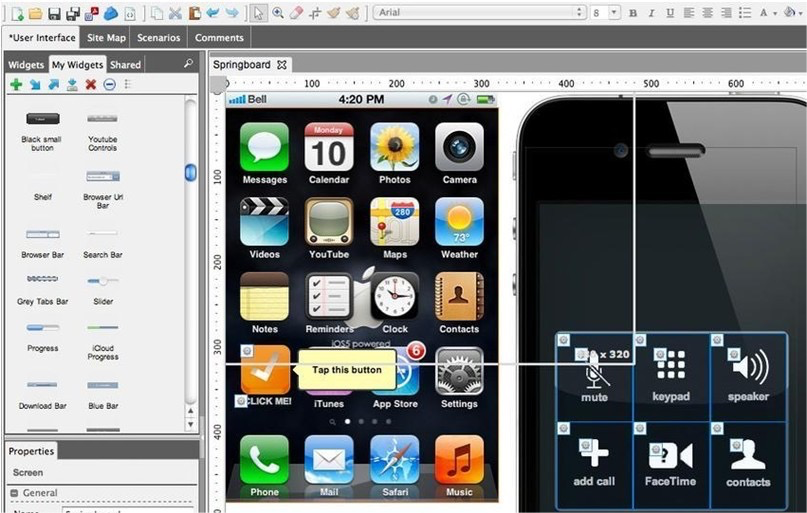 Arial
8
B I U A
*User Interface Site Map Scenarios Comments
Widgets My Widgets Shared
Springboard
100 200 300 400 500 600
100
200
300
400
Black small button
Youtube Controls
Shelf
Browser Url Bar
Browser Bar
Search Bar
Grey Tabs Bar
Slider
Progress
iCloud Progress
Download Bar
Blue Bar
Properties
Screen
General
Bell 4:20 PM
Monday
10
280
73°
Messages Calendar Photos Camera
Videos YouTube Maps Weather
Notes Reminders Clock Contacts
iOS5 powered
Tap this button
6
CLICK ME! iTunes App Store Settings
Phone Mail Safari Music
x 320
mute keypad speaker
add call FaceTime contacts